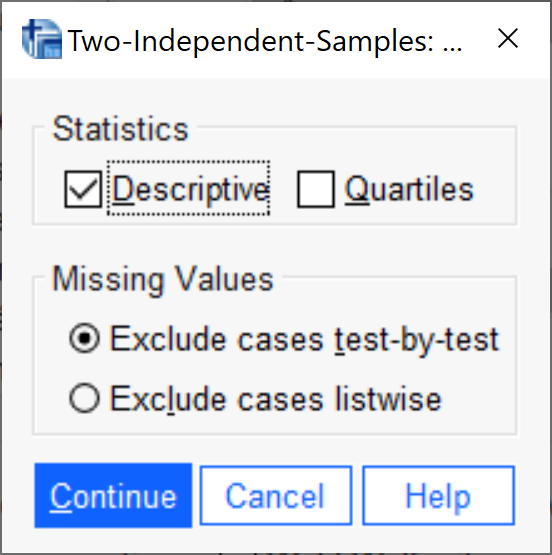 Two-Independent-Samples: ...
Statistics
Descriptive Quartiles
Missing Values
Exclude cases test-by-test
Exclude cases listwise
Continue Cancel Help